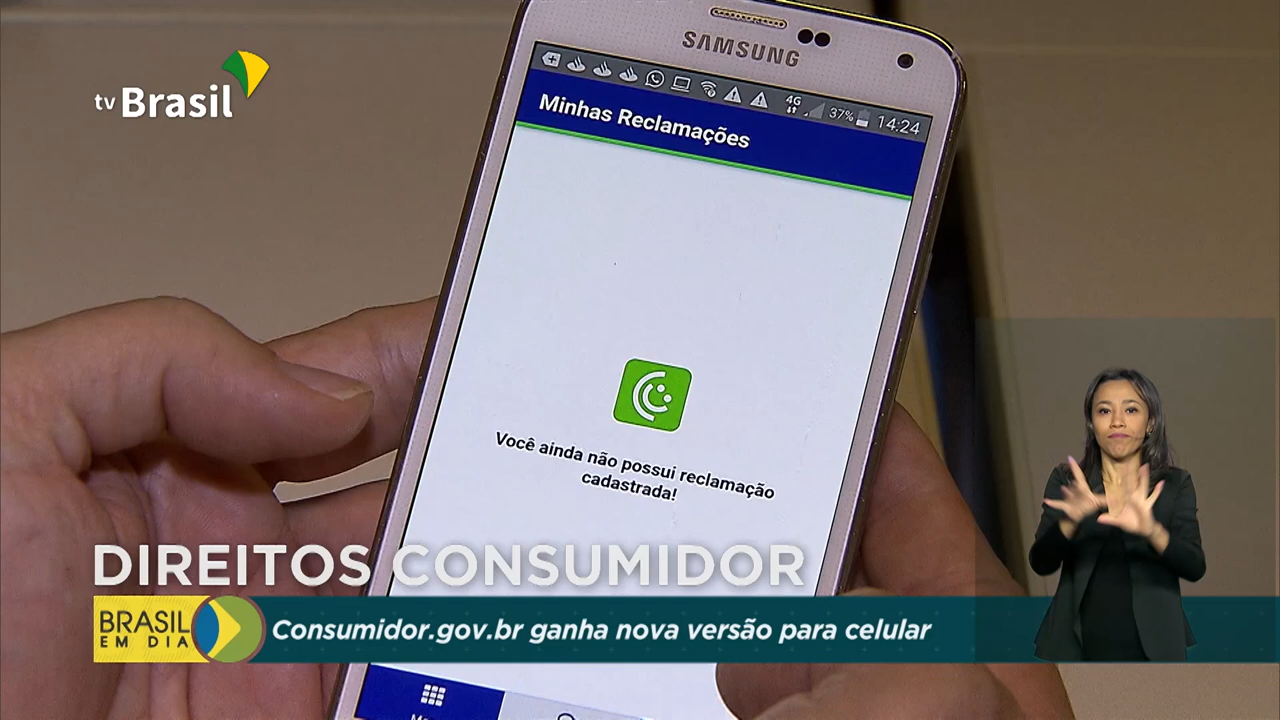 tv Brasil
SAMSUNG
4G 37% 14:24
Minhas Reclamações
Você ainda não possui reclamação
cadastrada!
DIREITOS CONSUMIDOR
BRASIL
EM DIA
Consumidor.gov.br ganha nova versão para celular